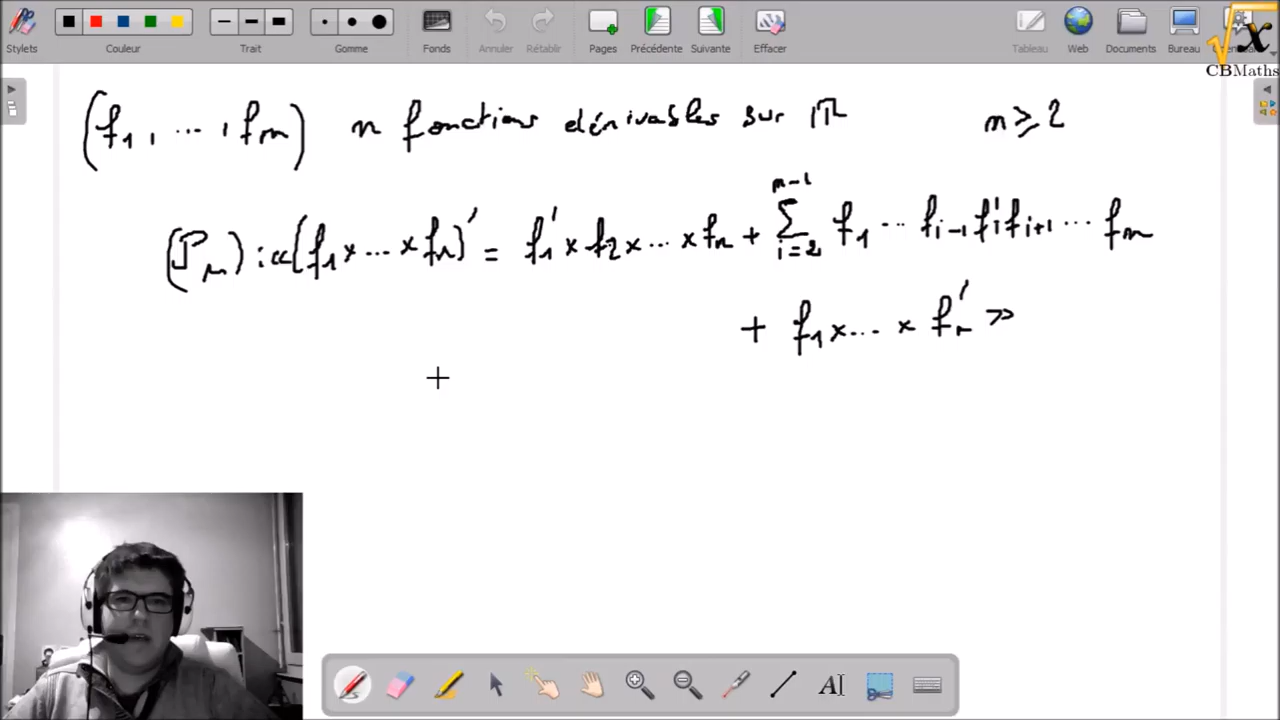 Stylets Couleur Trait Gomme Fonds Annuler Rétablir Pages Précédente Suivante Effacer Tableau Web Documents Bureau
CBMaths
(f₁, ..., fₙ) n fonctions dérivables sur ℝ n ≥ 2
(Pₙ) : «(f₁ × ... × fₙ)' = f₁' × f₂ × ... × fₙ + ∑ᵢ₌₂ⁿ⁻¹ f₁ ... fᵢ₋₁ fᵢ' fᵢ₊₁ ... fₙ
+ f₁ × ... × fₙ' »